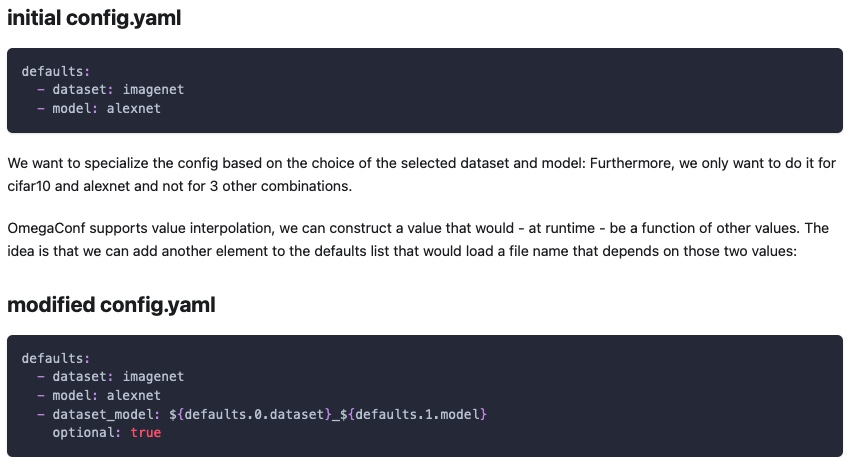 initial config.yaml
defaults:
  - dataset: imagenet
  - model: alexnet
We want to specialize the config based on the choice of the selected dataset and model: Furthermore, we only want to do it for
cifar10 and alexnet and not for 3 other combinations.
OmegaConf supports value interpolation, we can construct a value that would - at runtime - be a function of other values. The
idea is that we can add another element to the defaults list that would load a file name that depends on those two values:
modified config.yaml
defaults:
  - dataset: imagenet
  - model: alexnet
  - dataset_model: ${defaults.0.dataset}_${defaults.1.model}
    optional: true